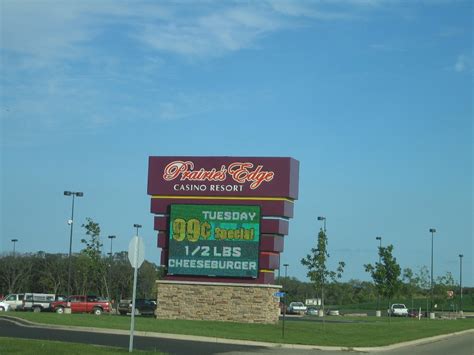 Prairie's Edge
CASINO RESORT
TUESDAY
99¢ Special
1/2 LBS
CHEESEBURGER